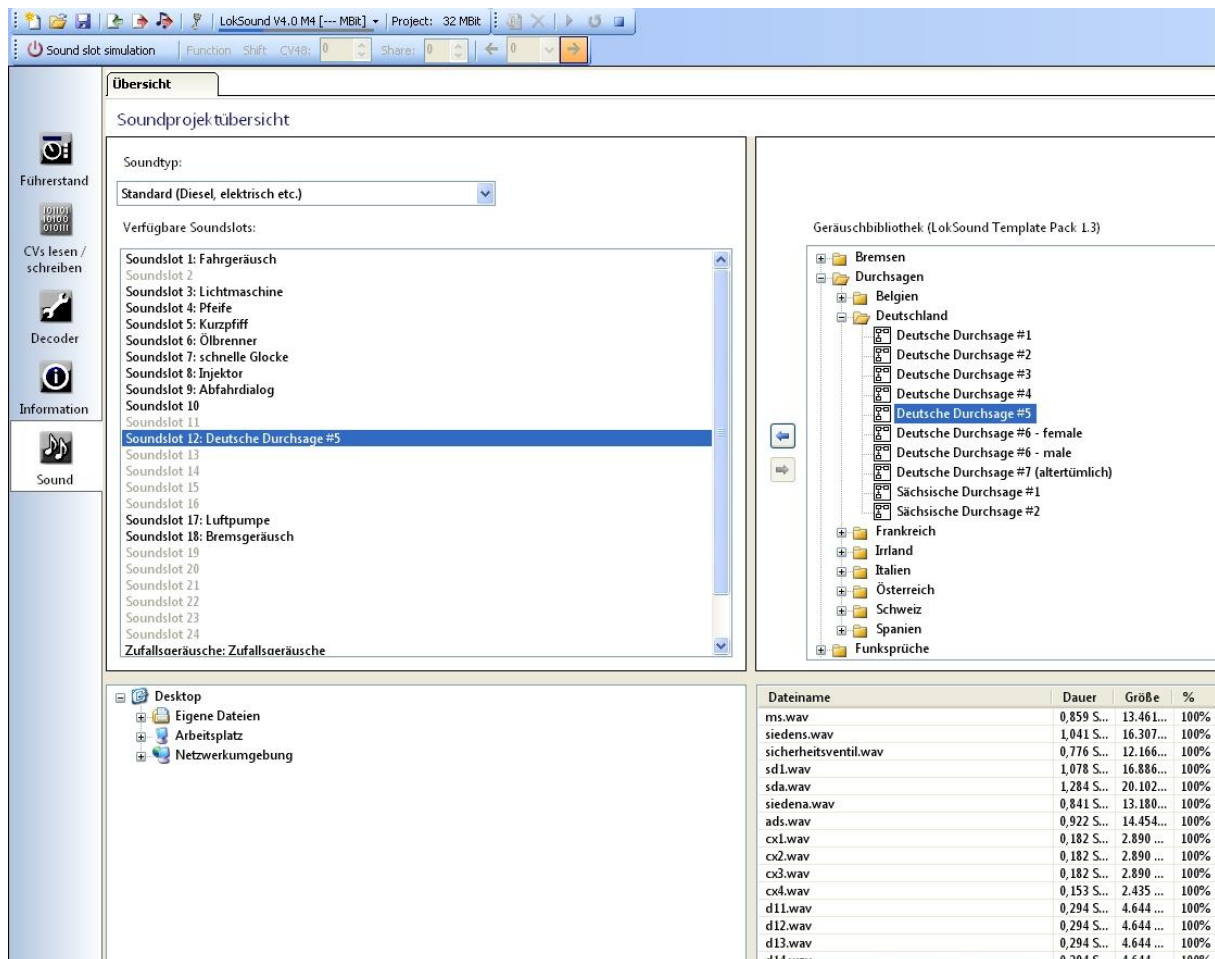 LokSound V4.0 M4 [--- MBit] Project: 32 MBit
Sound slot simulation Function Shift CV48: 0 Share: 0 0
Übersicht
Soundprojektübersicht
Führerstand
CVs lesen /
schreiben
Decoder
Information
Sound
Soundtyp:
Standard (Diesel, elektrisch etc.)
Verfügbare Soundslots:
Soundslot 1: Fahrgeräusch
Soundslot 2
Soundslot 3: Lichtmaschine
Soundslot 4: Pfeife
Soundslot 5: Kurzpfiff
Soundslot 6: Ölbrenner
Soundslot 7: schnelle Glocke
Soundslot 8: Injektor
Soundslot 9: Abfahrdialog
Soundslot 10
Soundslot 11
Soundslot 12: Deutsche Durchsage #5
Soundslot 13
Soundslot 14
Soundslot 15
Soundslot 16
Soundslot 17: Luftpumpe
Soundslot 18: Bremsgeräusch
Soundslot 19
Soundslot 20
Soundslot 21
Soundslot 22
Soundslot 23
Soundslot 24
Zufallsgeräusche: Zufallsgeräusche
Geräuschbibliothek (LokSound Template Pack 1.3)
Bremsen
Durchsagen
Belgien
Deutschland
Deutsche Durchsage #1
Deutsche Durchsage #2
Deutsche Durchsage #3
Deutsche Durchsage #4
Deutsche Durchsage #5
Deutsche Durchsage #6 - female
Deutsche Durchsage #6 - male
Deutsche Durchsage #7 (altertümlich)
Sächsische Durchsage #1
Sächsische Durchsage #2
Frankreich
Irrland
Italien
Österreich
Schweiz
Spanien
Funksprüche
Desktop
Eigene Dateien
Arbeitsplatz
Netzwerkumgebung
Dateiname Dauer Größe %
ms.wav 0,859 S... 13.461... 100%
siedens.wav 1,041 S... 16.307... 100%
sicherheitsventil.wav 0,776 S... 12.166... 100%
sd1.wav 1,078 S... 16.886... 100%
sda.wav 1,284 S... 20.102... 100%
siedena.wav 0,841 S... 13.180... 100%
ads.wav 0,922 S... 14.454... 100%
cx1.wav 0,182 S... 2.890 ... 100%
cx2.wav 0,182 S... 2.890 ... 100%
cx3.wav 0,182 S... 2.890 ... 100%
cx4.wav 0,153 S... 2.435 ... 100%
d11.wav 0,294 S... 4.644 ... 100%
d12.wav 0,294 S... 4.644 ... 100%
d13.wav 0,294 S... 4.644 ... 100%